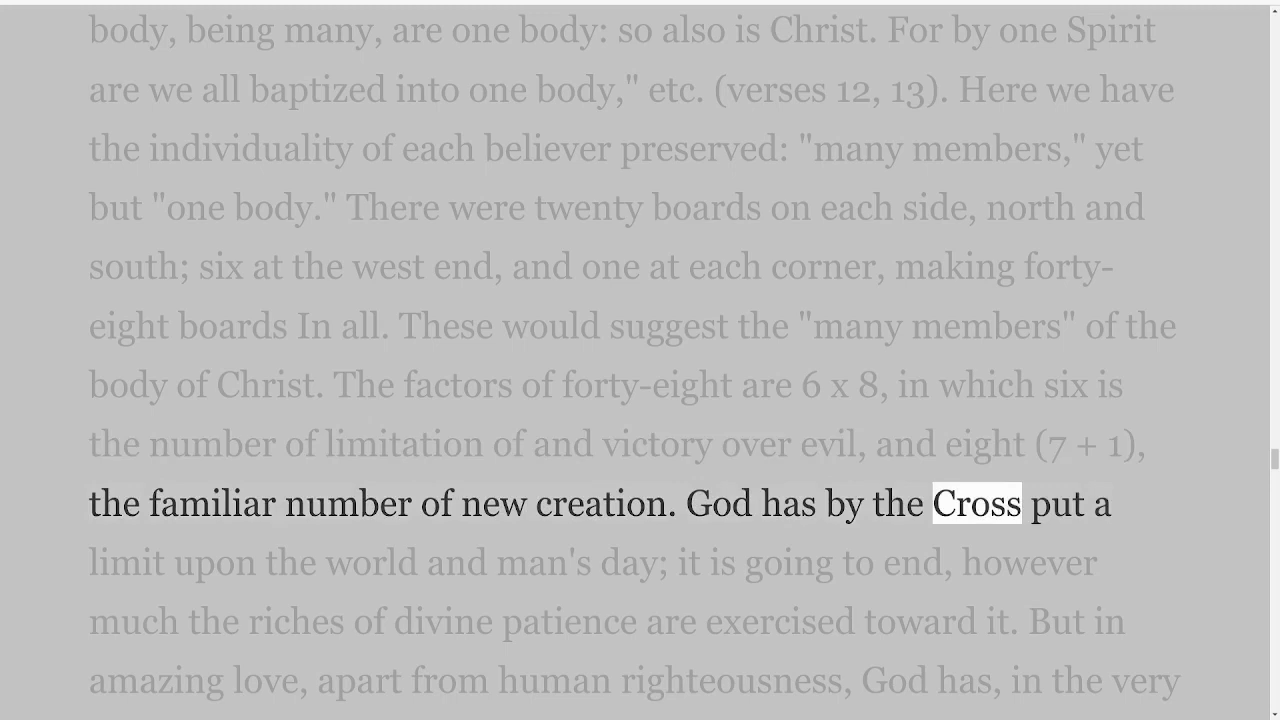 body, being many, are one body: so also is Christ. For by one Spirit
are we all baptized into one body," etc. (verses 12, 13). Here we have
the individuality of each believer preserved: "many members," yet
but "one body." There were twenty boards on each side, north and
south; six at the west end, and one at each corner, making forty-
eight boards In all. These would suggest the "many members" of the
body of Christ. The factors of forty-eight are 6 x 8, in which six is
the number of limitation of and victory over evil, and eight (7 + 1),
the familiar number of new creation. God has by the Cross put a
limit upon the world and man's day; it is going to end, however
much the riches of divine patience are exercised toward it. But in
amazing love, apart from human righteousness, God has, in the very